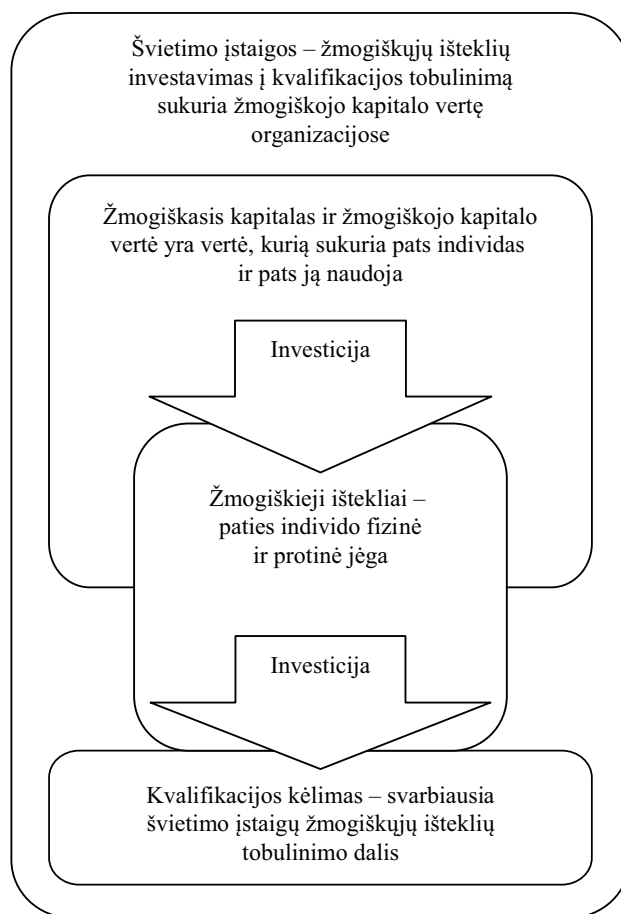 Švietimo įstaigos – žmogiškųjų išteklių
investavimas į kvalifikacijos tobulinimą
sukuria žmogiškojo kapitalo vertę
organizacijose
Žmogiškasis kapitalas ir žmogiškojo kapitalo
vertė yra vertė, kurią sukuria pats individas
ir pats ją naudoja
Investicija
Žmogiškieji ištekliai –
paties individo fizinė
ir protinė jėga
Investicija
Kvalifikacijos kėlimas – svarbiausia
švietimo įstaigų žmogiškųjų išteklių
tobulinimo dalis